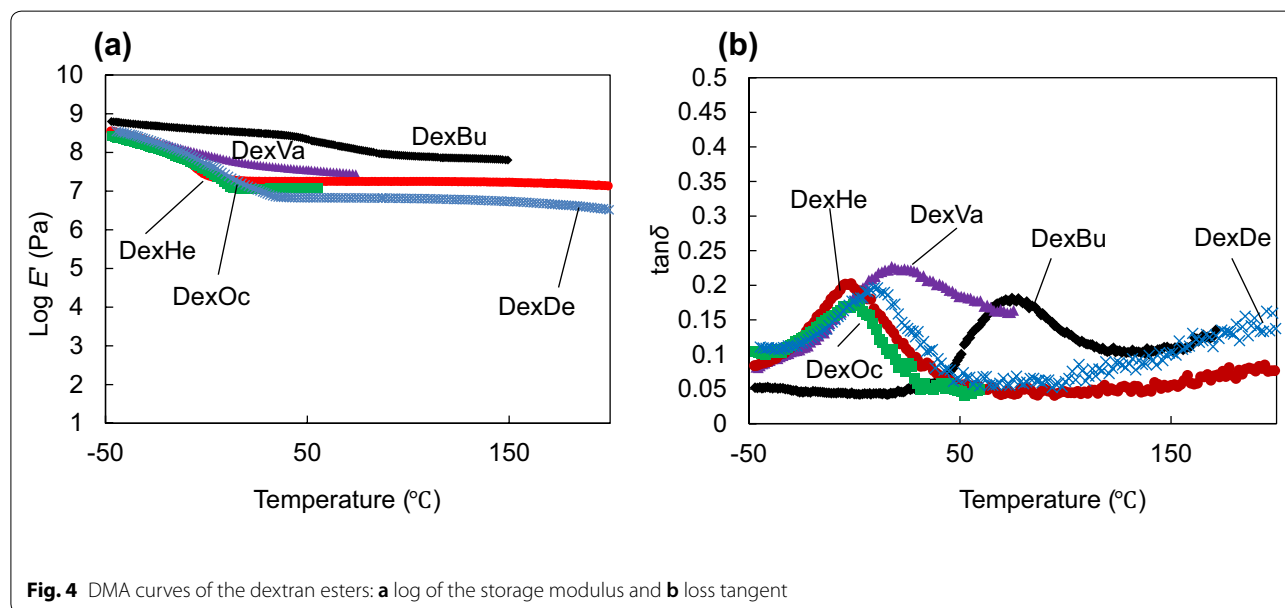 (a)
10
9
8
7
6
5
4
3
2
1
Log E' (Pa)
DexBu
DexVa
DexHe
DexOc
DexDe
-50
50
150
Temperature (℃)
(b)
0.5
0.45
0.4
0.35
0.3
0.25
0.2
0.15
0.1
0.05
0
tanδ
DexHe
DexVa
DexBu
DexDe
DexOc
-50
50
150
Temperature (℃)
Fig. 4 DMA curves of the dextran esters: a log of the storage modulus and b loss tangent